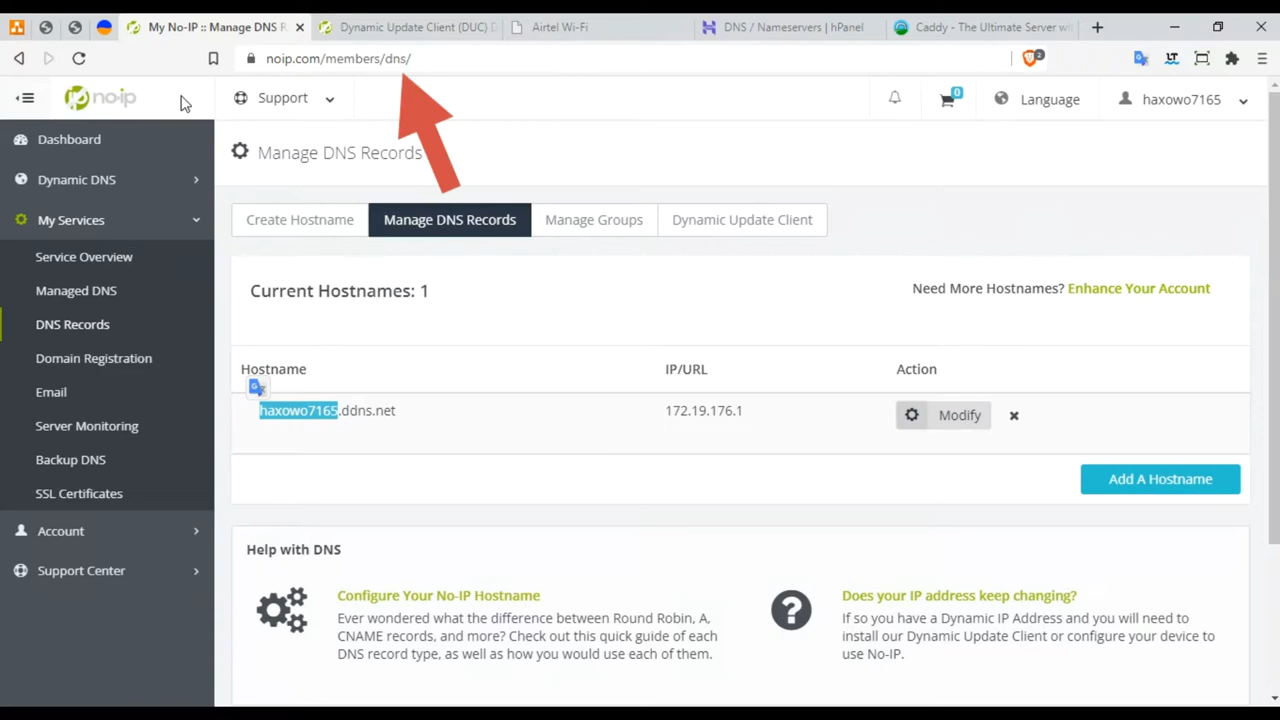 My No-IP :: Manage DNS R
Dynamic Update Client (DUC) D
Airtel Wi-Fi
DNS / Nameservers | hPanel
Caddy - The Ultimate Server wi
noip.com/members/dns/
2
LT
no-ip
Support
0
Language
haxowo7165
Dashboard
Dynamic DNS
My Services
Service Overview
Managed DNS
DNS Records
Domain Registration
Email
Server Monitoring
Backup DNS
SSL Certificates
Account
Support Center
Manage DNS Records
Create Hostname
Manage DNS Records
Manage Groups
Dynamic Update Client
Current Hostnames: 1
Need More Hostnames? Enhance Your Account
Hostname
IP/URL
Action
haxowo7165.ddns.net
172.19.176.1
Modify
Add A Hostname
Help with DNS
Configure Your No-IP Hostname
Ever wondered what the difference between Round Robin, A,
CNAME records, and more? Check out this quick guide of each
DNS record type, as well as how you would use each of them.
Does your IP address keep changing?
If so you have a Dynamic IP Address and you will need to
install our Dynamic Update Client or configure your device to
use No-IP.